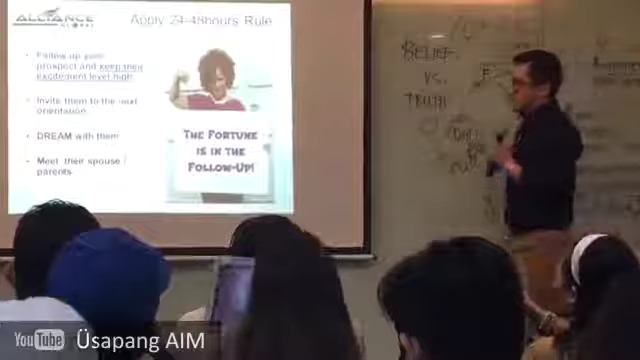 ALLIANCE
GLOBAL
Apply 24-48hours Rule
Follow up your
prospect and keep their
excitement level high
Invite them to the next
orientation.
DREAM with them
Meet their spouse /
parents
THE FORTUNE
IS IN THE
FOLLOW-UP!
BELIEF
VS.
TRUTH
YouTube Üsapang AIM